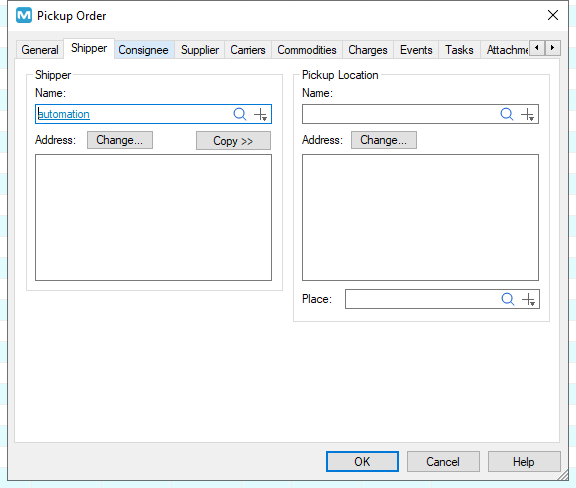 M Pickup Order
General Shipper Consignee Supplier Carriers Commodities Charges Events Tasks Attachme
Shipper
Name:
automation
Address: Change... Copy >>
Pickup Location
Name:
Address: Change...
Place:
OK Cancel Help